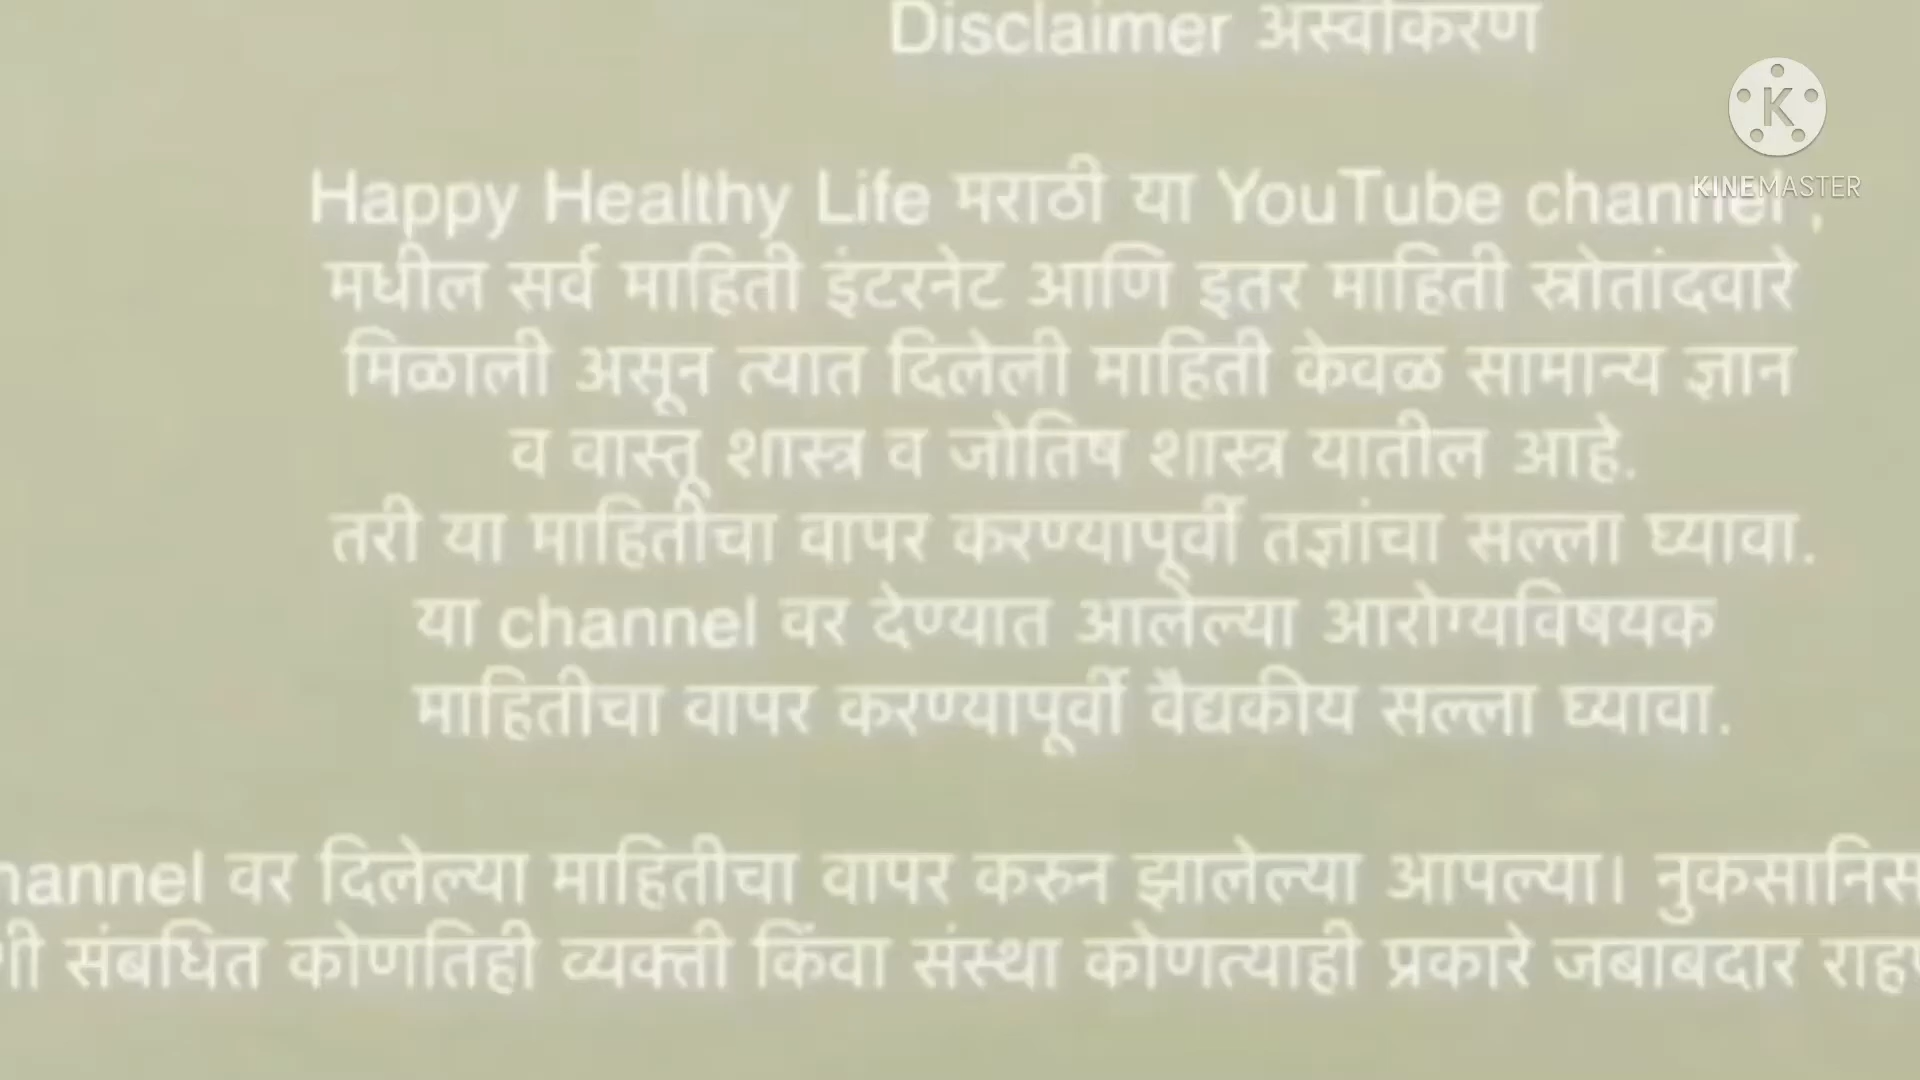 Disclaimer अस्वीकरण
K
KINEMASTER
Happy Healthy Life मराठी या YouTube channel ,
मधील सर्व माहिती इंटरनेट आणि इतर माहिती स्रोतांदवारे
मिळाली असून त्यात दिलेली माहिती केवळ सामान्य ज्ञान
व वास्तू शास्त्र व जोतिष शास्त्र यातील आहे.
तरी या माहितीचा वापर करण्यापूर्वी तज्ञांचा सल्ला घ्यावा.
या channel वर देण्यात आलेल्या आरोग्यविषयक
माहितीचा वापर करण्यापूर्वी वैद्यकीय सल्ला घ्यावा.
hannel वर दिलेल्या माहितीचा वापर करुन झालेल्या आपल्या। नुकसानिस
शी संबधित कोणतिही व्यक्ती किंवा संस्था कोणत्याही प्रकारे जबाबदार